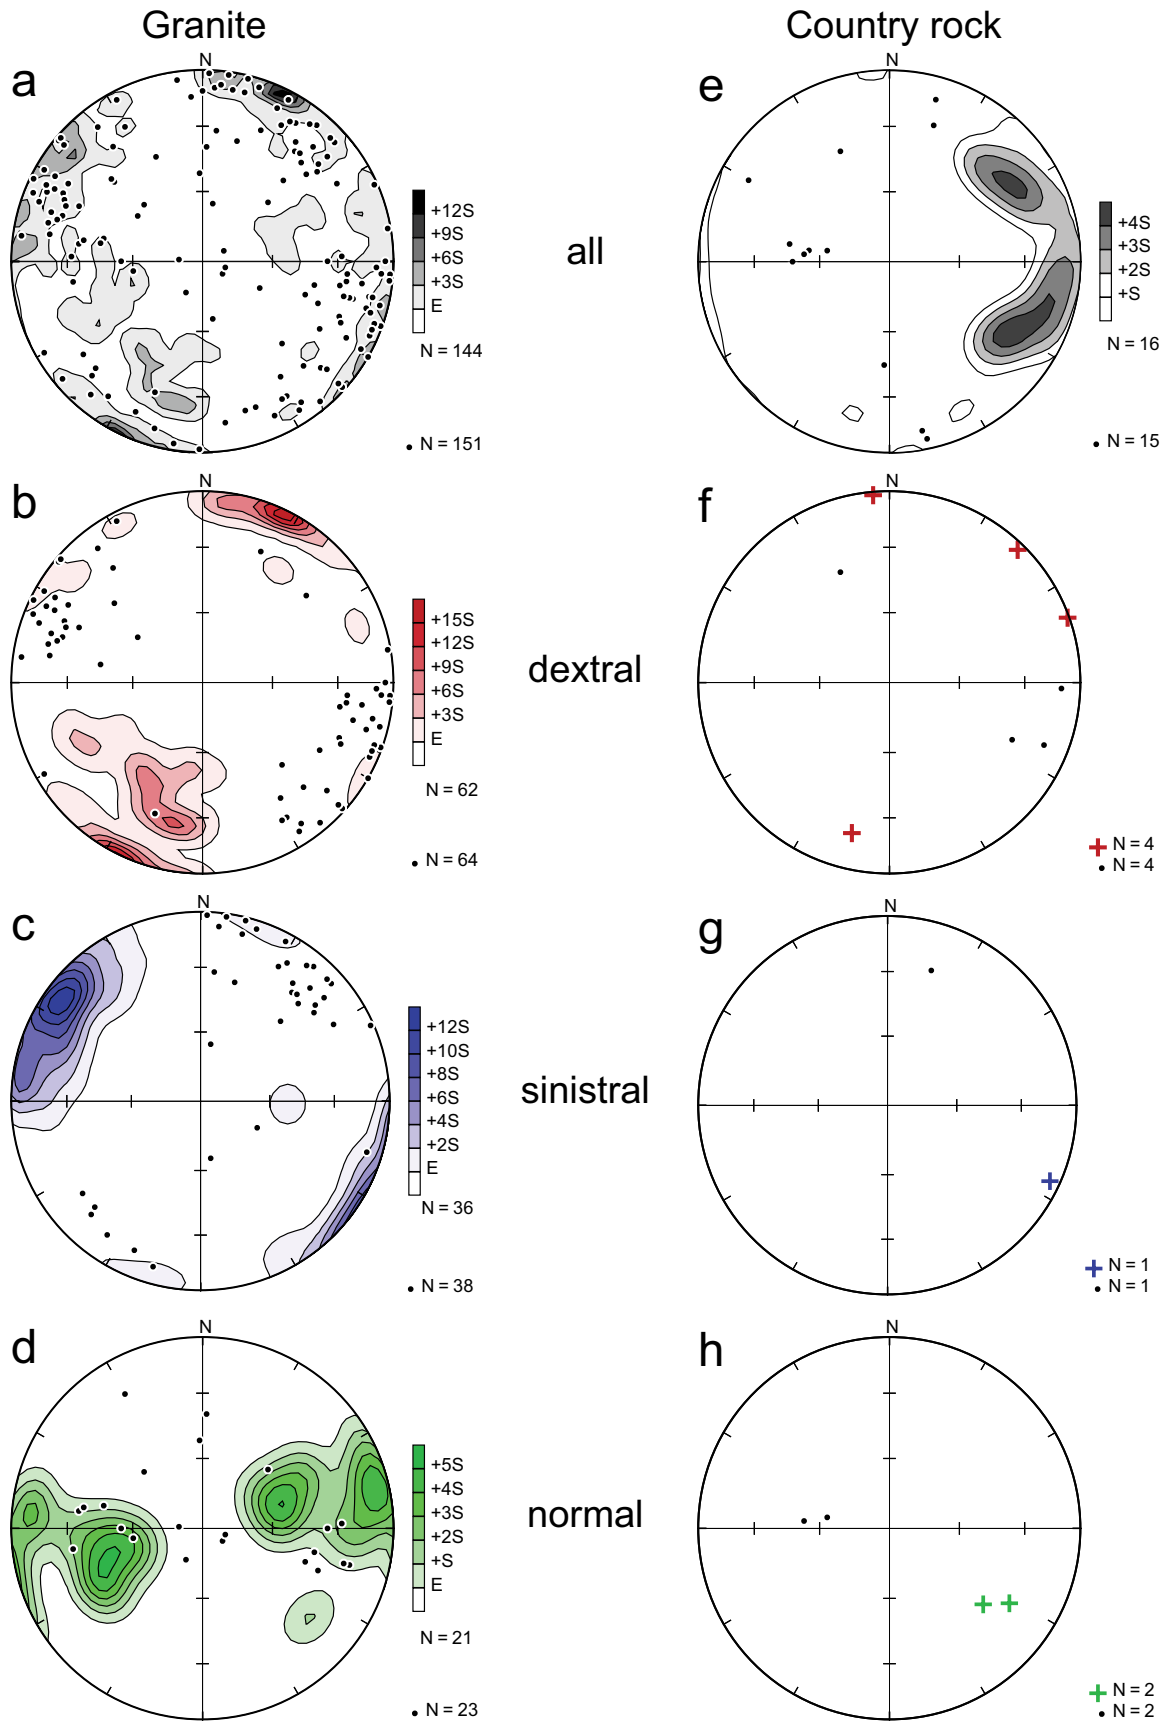 Granite
Country rock
a
N
+12S
+9S
+6S
+3S
E
N = 144
N = 151
all
e
N
+4S
+3S
+2S
+S
N = 16
N = 15
b
N
+15S
+12S
+9S
+6S
+3S
E
N = 62
N = 64
dextral
f
N
N = 4
N = 4
c
N
+12S
+10S
+8S
+6S
+4S
+2S
E
N = 36
N = 38
sinistral
g
N
N = 1
N = 1
d
N
+5S
+4S
+3S
+2S
+S
E
N = 21
N = 23
normal
h
N
N = 2
N = 2